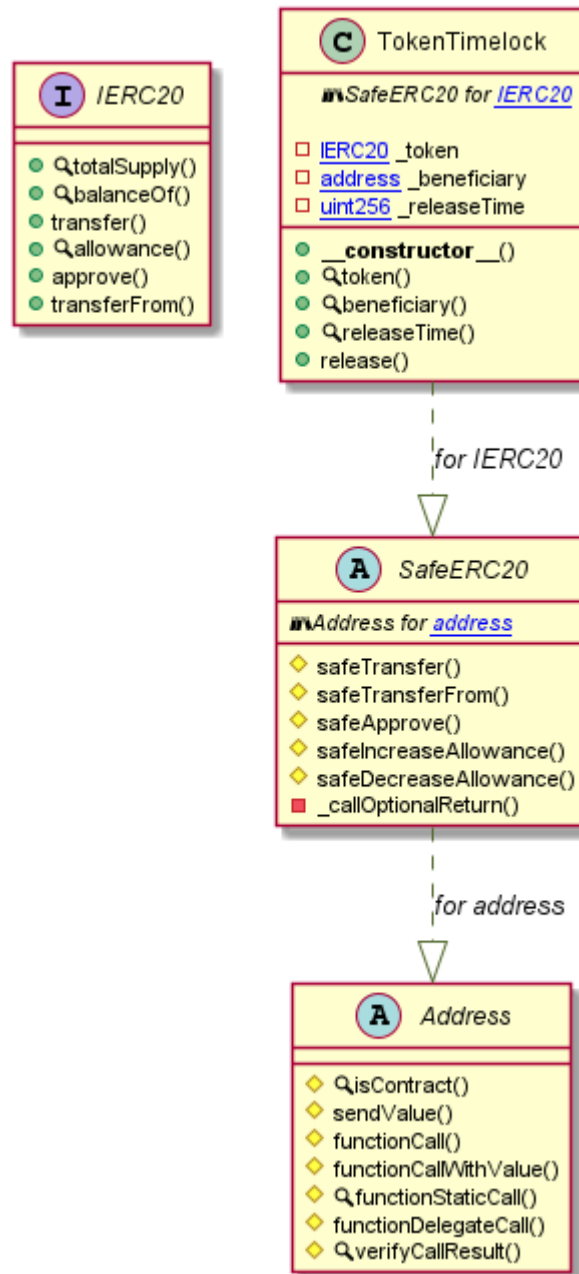 I IERC20
totalSupply()
balanceOf()
transfer()
allowance()
approve()
transferFrom()
C TokenTimelock
SafeERC20 for IERC20
IERC20 _token
address _beneficiary
uint256 _releaseTime
__constructor__()
token()
beneficiary()
releaseTime()
release()
for IERC20
A SafeERC20
Address for address
safeTransfer()
safeTransferFrom()
safeApprove()
safeIncreaseAllowance()
safeDecreaseAllowance()
_callOptionalReturn()
for address
A Address
isContract()
sendValue()
functionCall()
functionCallWithValue()
functionStaticCall()
functionDelegateCall()
verifyCallResult()